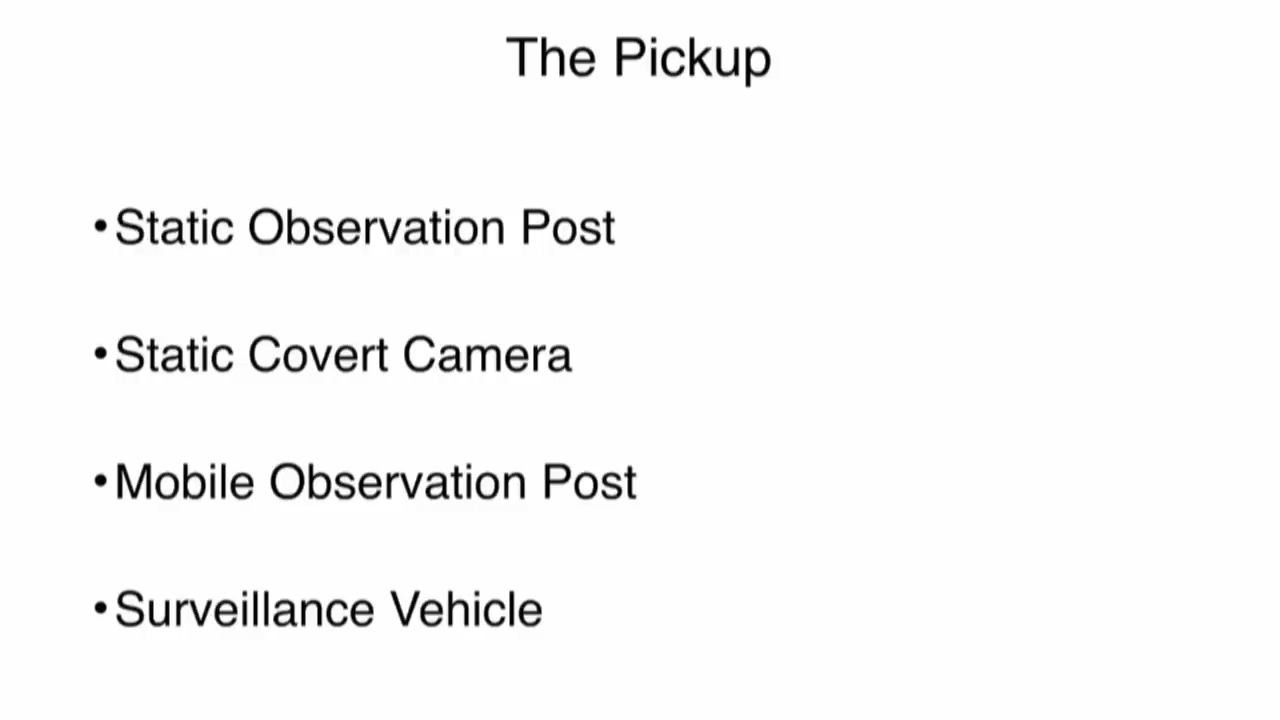 The Pickup
•Static Observation Post
•Static Covert Camera
•Mobile Observation Post
•Surveillance Vehicle